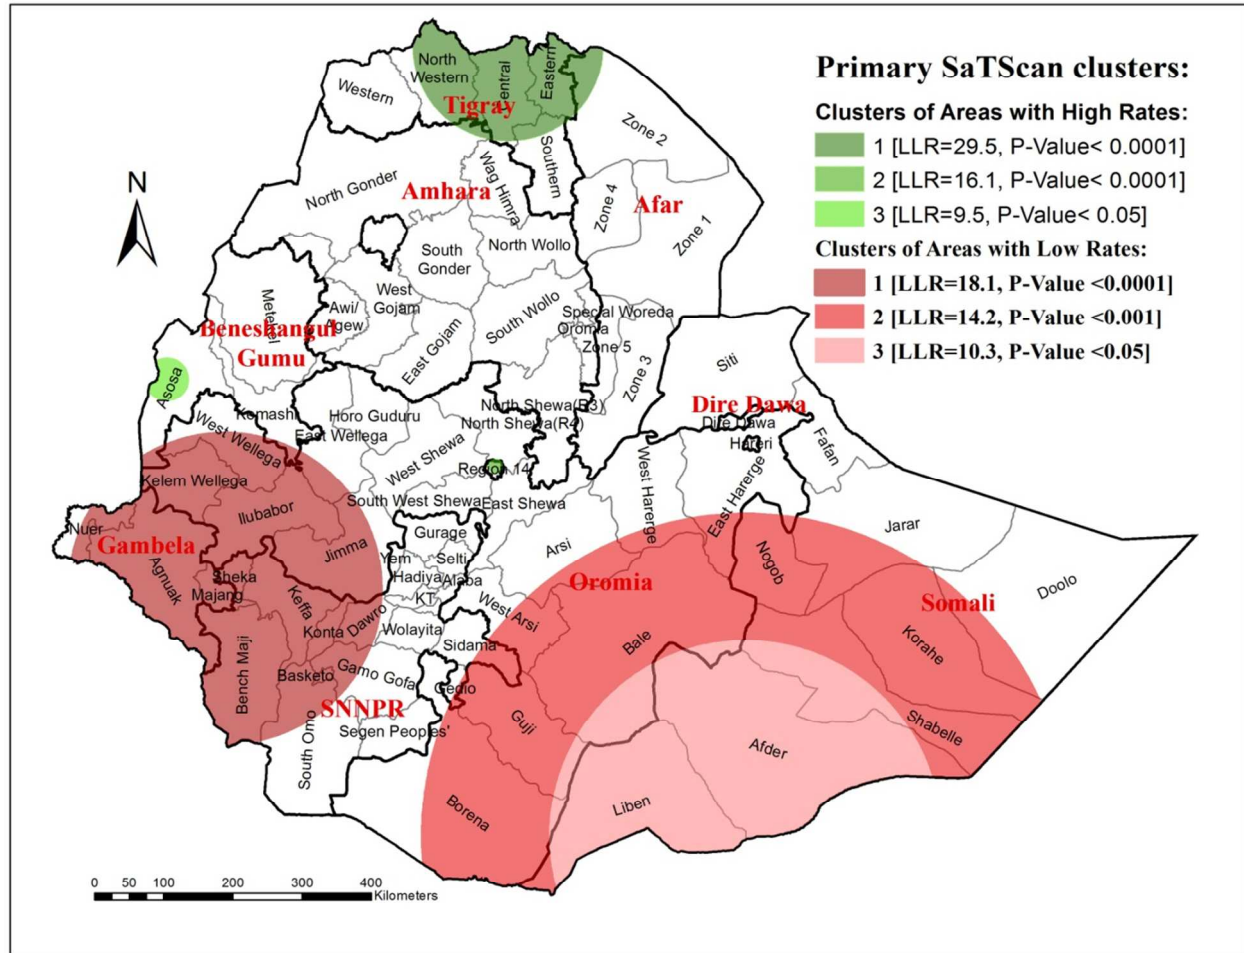 Primary SaTScan clusters:
Clusters of Areas with High Rates:
1 [LLR=29.5, P-Value< 0.0001]
2 [LLR=16.1, P-Value< 0.0001]
3 [LLR=9.5, P-Value< 0.05]
Clusters of Areas with Low Rates:
1 [LLR=18.1, P-Value <0.0001]
2 [LLR=14.2, P-Value <0.001]
3 [LLR=10.3, P-Value <0.05]
N
North
Western
Western
Central
Eastern
Tigray
Southern
Zone 2
North Gonder
Amhara
Wag Himra
Zone 4
Afar
Zone 1
South
Gonder
North Wollo
Metekel
Awi/
Agew
West
Gojam
Beneshangul
Gumu
East Gojam
South Wollo
Special Woreda
Oromia
Zone 5
Zone 3
Siti
Asosa
Kemashi
Horo Guduru
North Shewa(R3)
North Shewa(R4)
Dire Dawa
Dire Dawa
Hareri
Fafan
West Wellega
East Wellega
West Shewa
Region 14
West Harerge
East Harerge
Kelem Wellega
Ilubabor
South West Shewa
East Shewa
Jarar
Nuer
Gambela
Jimma
Gurage
Arsi
Yem
Selti
Nogob
Agnuak
Sheka
Majang
Hadiya
Alaba
Oromia
Somali
Doolo
Keffa
KT
West Arsi
Konta
Dawro
Wolayita
Sidama
Bale
Korahe
Bench Maji
Basketo
Gamo Gofa
Gedio
SNNPR
Guji
Shabelle
Segen Peoples'
South Omo
Afder
Borena
Liben
0 50 100 200 300 400
Kilometers